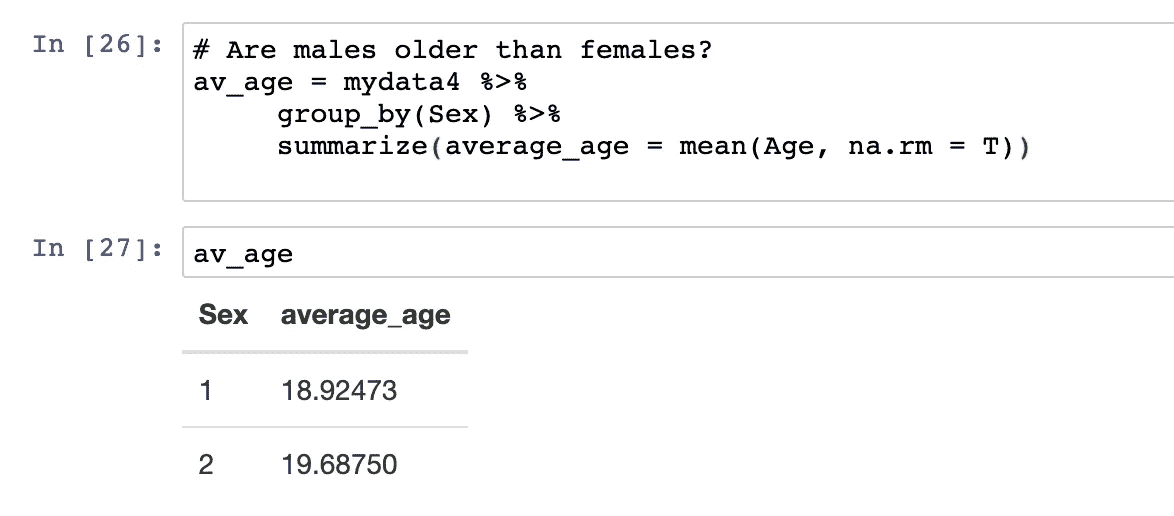 In [26]:
# Are males older than females?
av_age = mydata4 %>%
     group_by(Sex) %>%
     summarize(average_age = mean(Age, na.rm = T))
In [27]:
av_age
Sex average_age
1 18.92473
2 19.68750